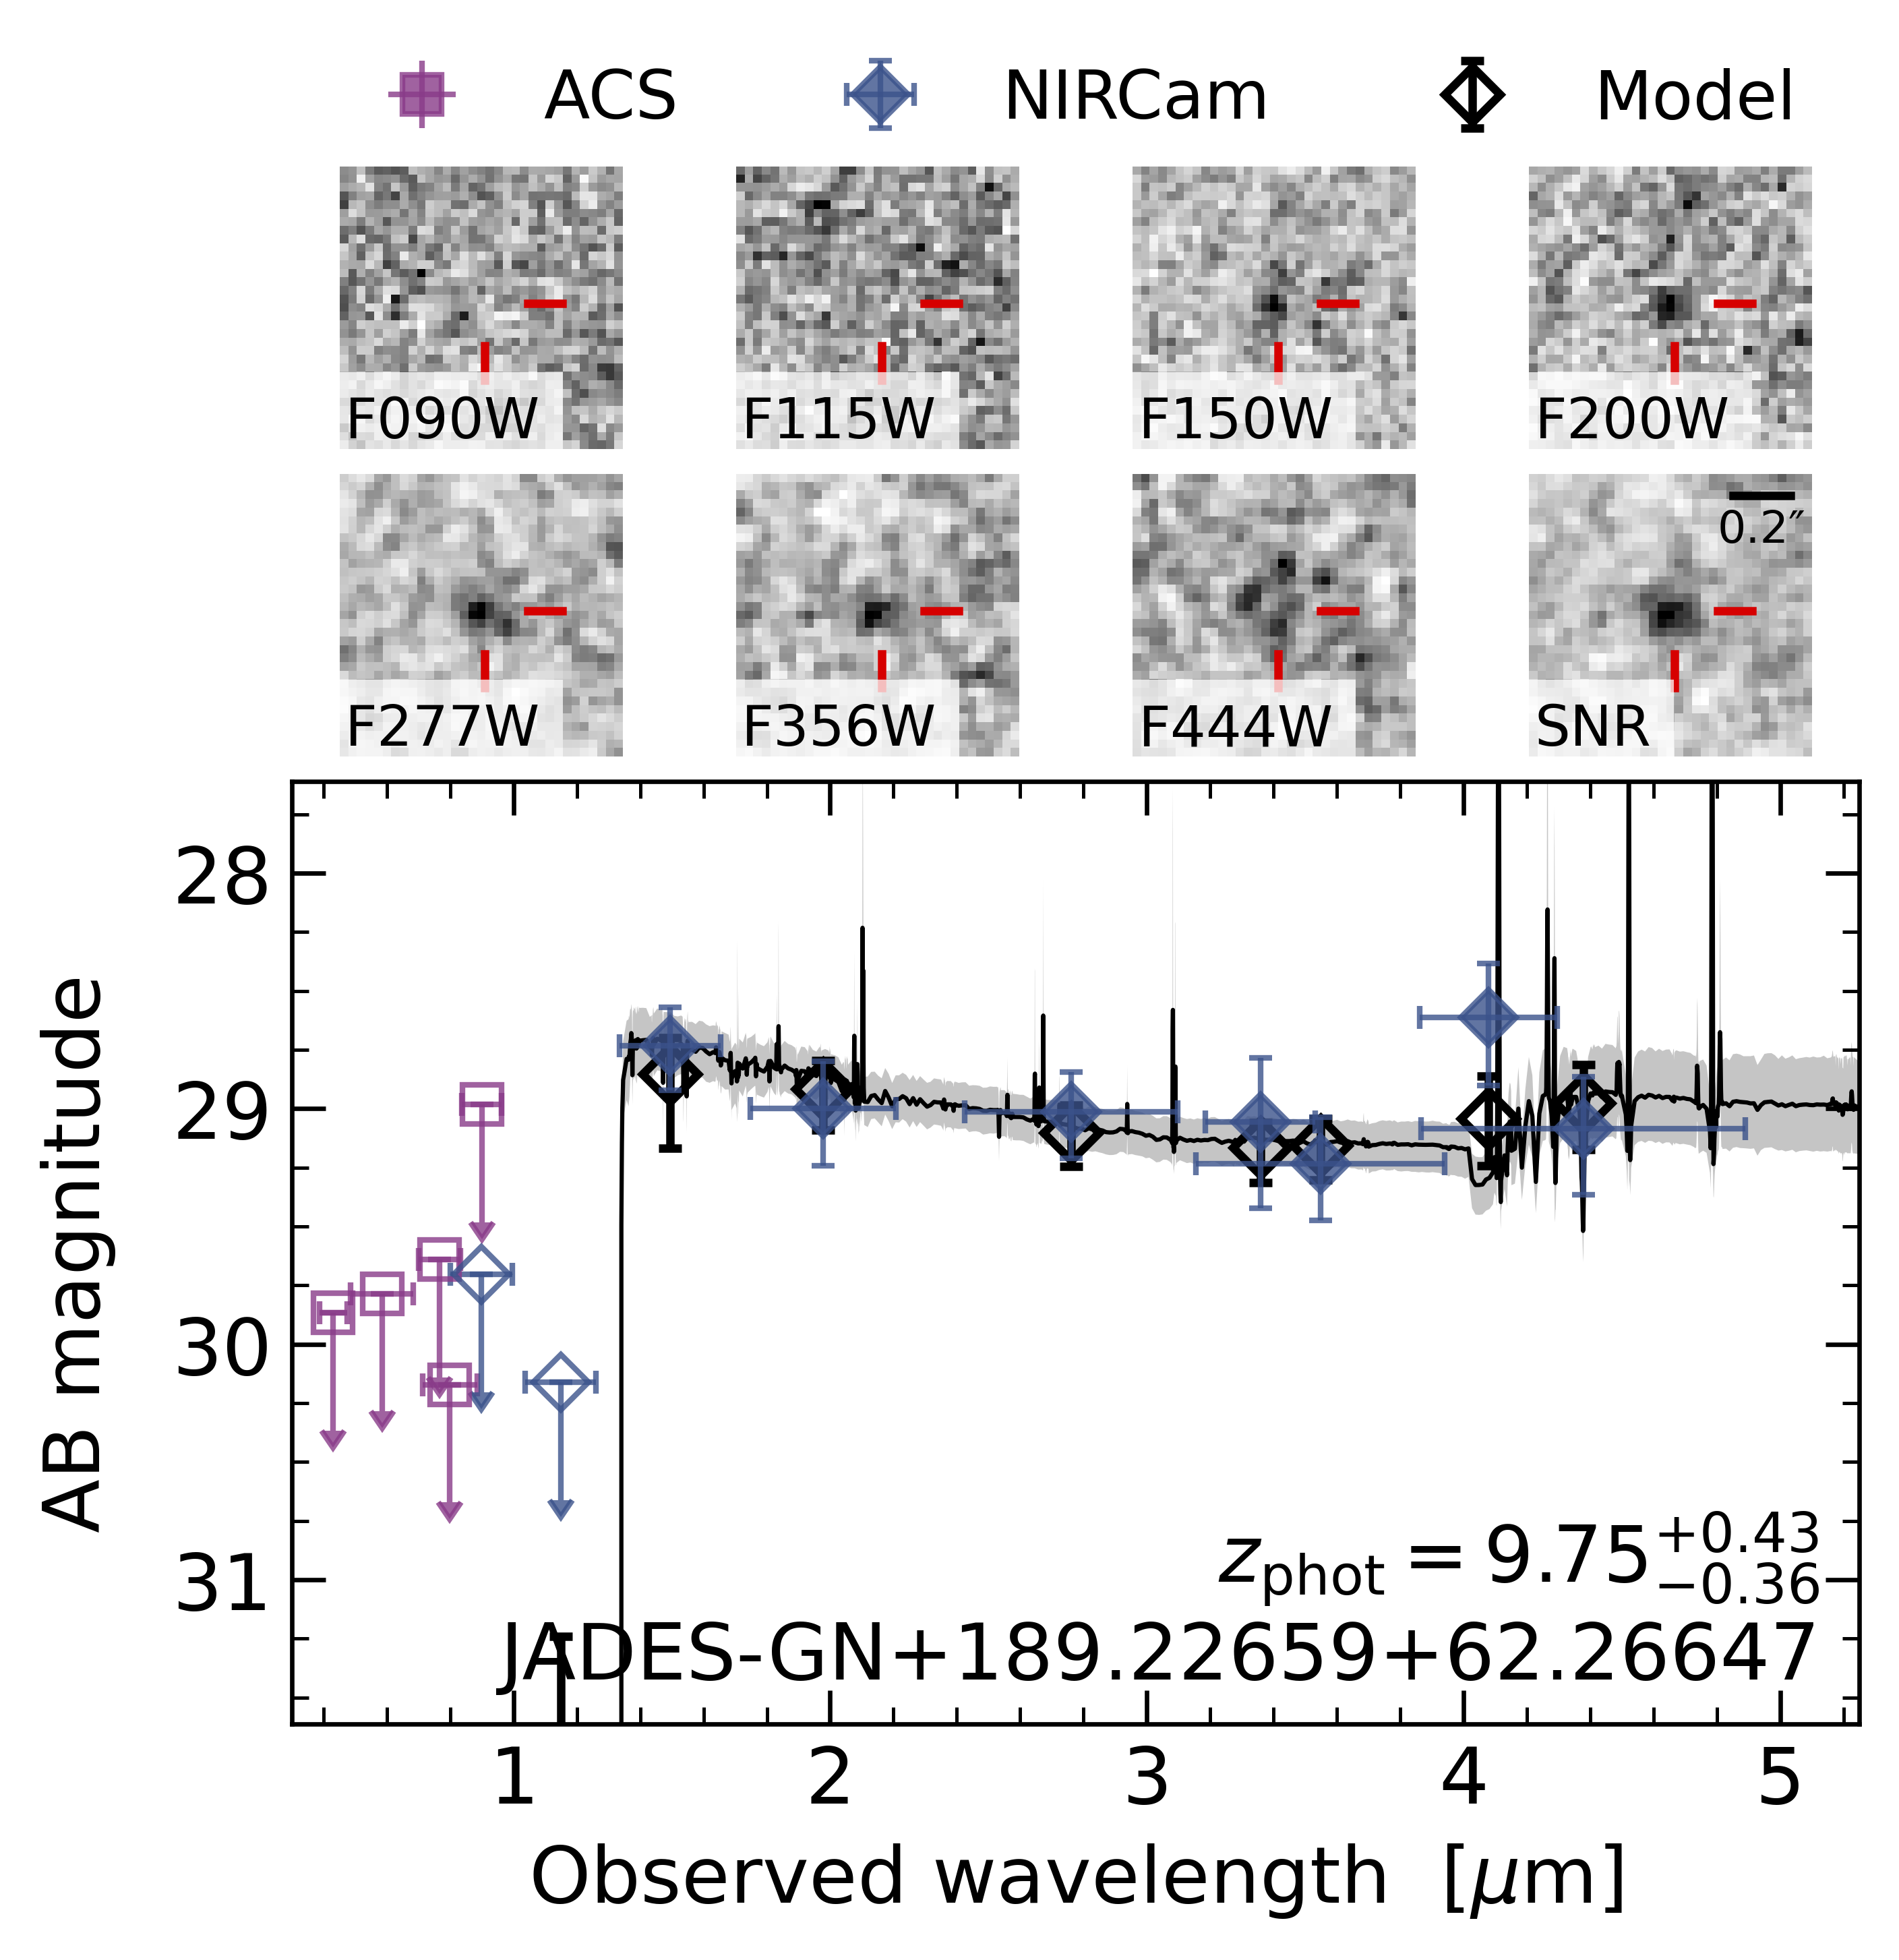 ACS NIRCam Model
F090W F115W F150W F200W
0.2″
F277W F356W F444W SNR
28
29
30
31
AB magnitude
z_phot = 9.75 +0.43 −0.36
JADES-GN+189.22659+62.26647
1 2 3 4 5
Observed wavelength [μm]